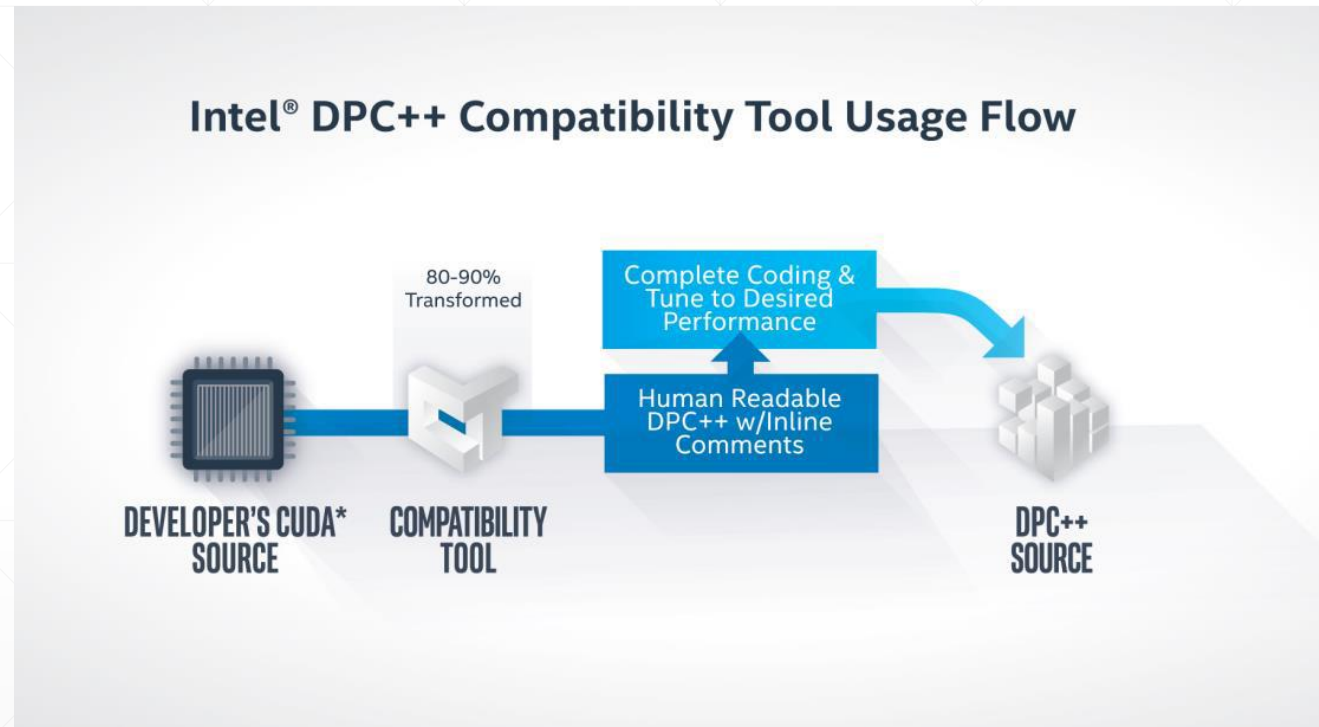 Intel® DPC++ Compatibility Tool Usage Flow
80-90%
Transformed
Complete Coding &
Tune to Desired
Performance
Human Readable
DPC++ w/Inline
Comments
DEVELOPER'S CUDA*
SOURCE
COMPATIBILITY
TOOL
DPC++
SOURCE